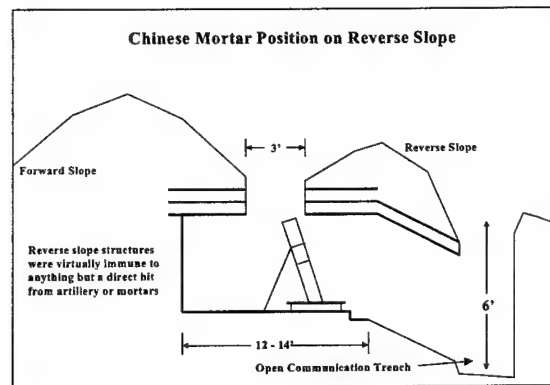 Chinese Mortar Position on Reverse Slope
3'
Reverse Slope
Forward Slope
Reverse slope structures
were virtually immune to
anything but a direct hit
from artillery or mortars
6'
12 - 14'
Open Communication Trench